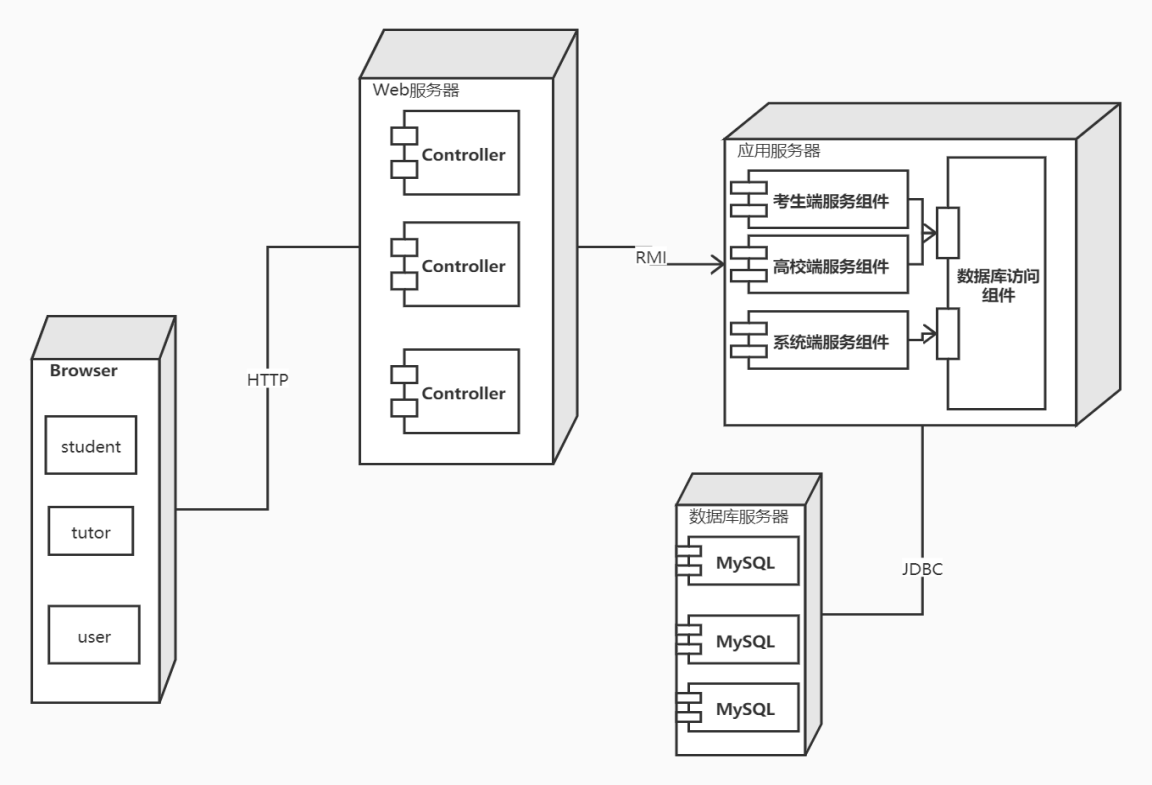 Web服务器
Controller
Controller
Controller
应用服务器
考生端服务组件
高校端服务组件
系统端服务组件
数据库访问
组件
RMI
HTTP
Browser
student
tutor
user
数据库服务器
MySQL
MySQL
MySQL
JDBC